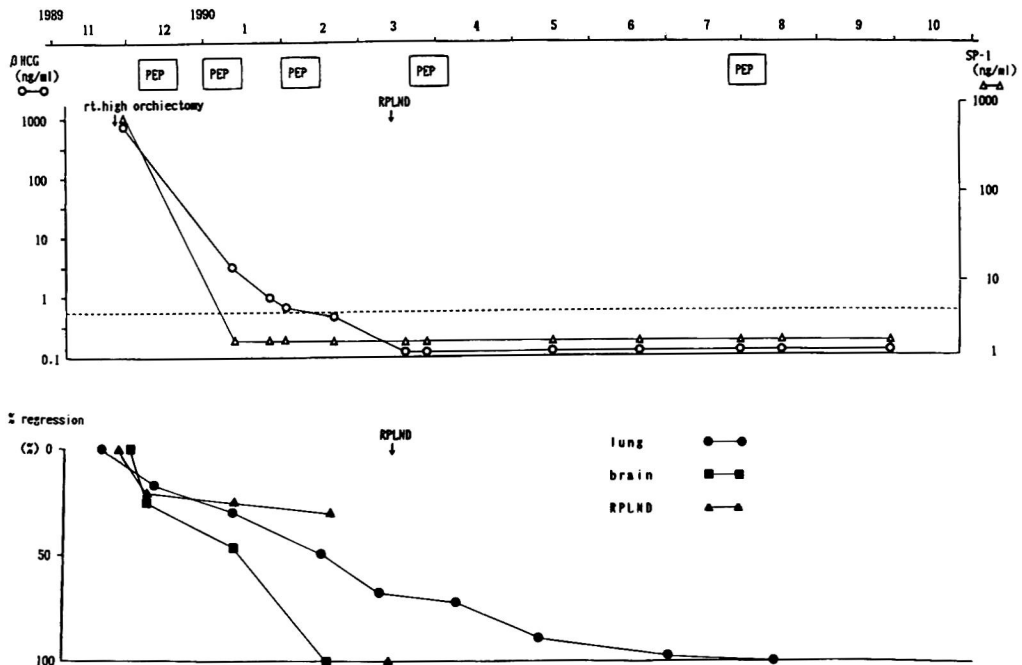 1989 1990
11 12 1 2 3 4 5 6 7 8 9 10
β HCG
(ng/ml)
PEP PEP PEP PEP PEP
SP-1
(ng/ml)
rt.high orchiectomy
RPLND
1000 1000
100 100
10 10
1
0.1 1
% regression
(%) 0
RPLND
lung
brain
RPLND
50
100